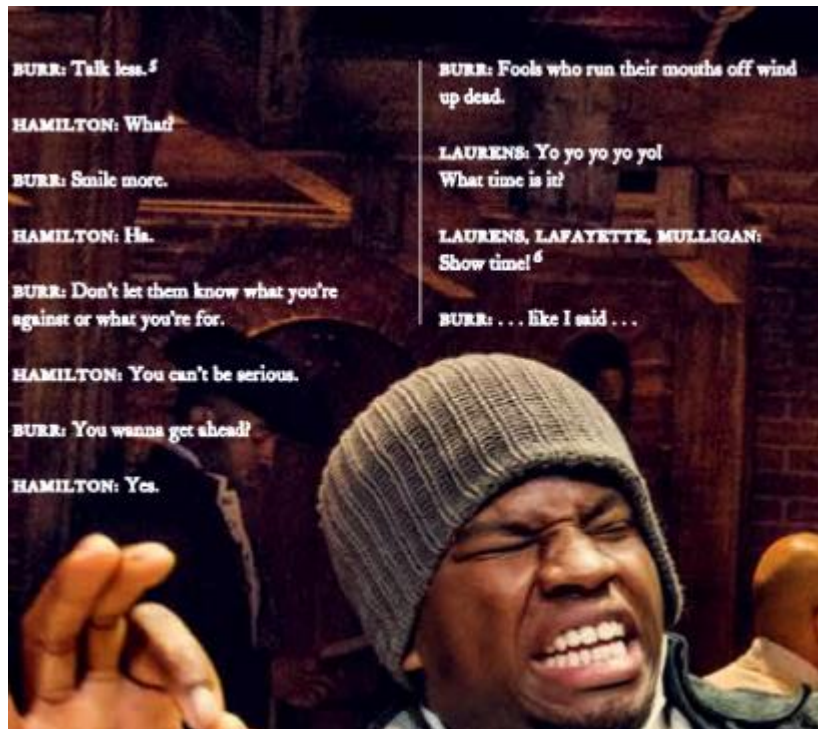 BURR: Talk less.5
HAMILTON: What?
BURR: Smile more.
HAMILTON: Ha.
BURR: Don't let them know what you're
against or what you're for.
HAMILTON: You can't be serious.
BURR: You wanna get ahead?
HAMILTON: Yes.
BURR: Fools who run their mouths off wind
up dead.
LAURENS: Yo yo yo yo yo!
What time is it?
LAURENS, LAFAYETTE, MULLIGAN:
Show time!6
BURR: . . . like I said . . .